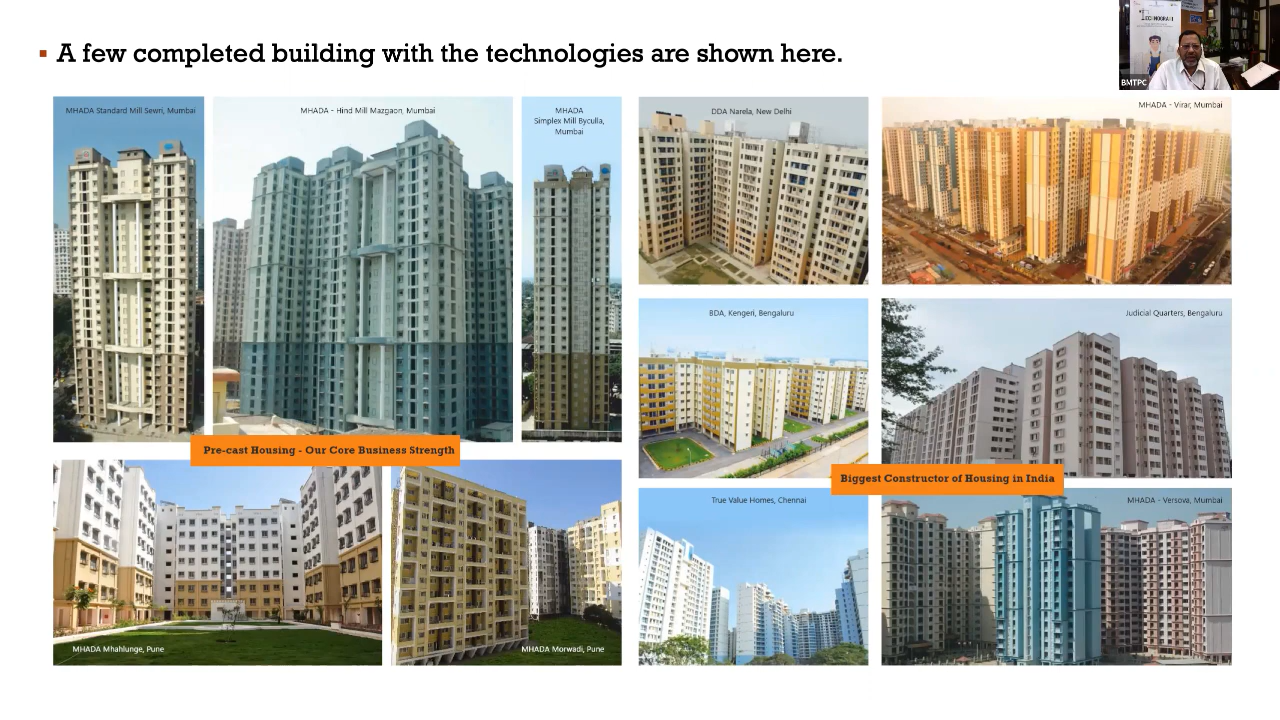 A few completed building with the technologies are shown here.
BMTPC
MHADA Standard Mill Sewri, Mumbai
MHADA - Hind Mill Mazgaon, Mumbai
MHADA
Simplex Mill Byculla,
Mumbai
DDA Narela, New Delhi
MHADA - Virar, Mumbai
BDA, Kengeri, Bengaluru
Judicial Quarters, Bengaluru
Pre-cast Housing - Our Core Business Strength
Biggest Constructor of Housing in India
MHADA Mhahlunge, Pune
MHADA Morwadi, Pune
True Value Homes, Chennai
MHADA - Versova, Mumbai